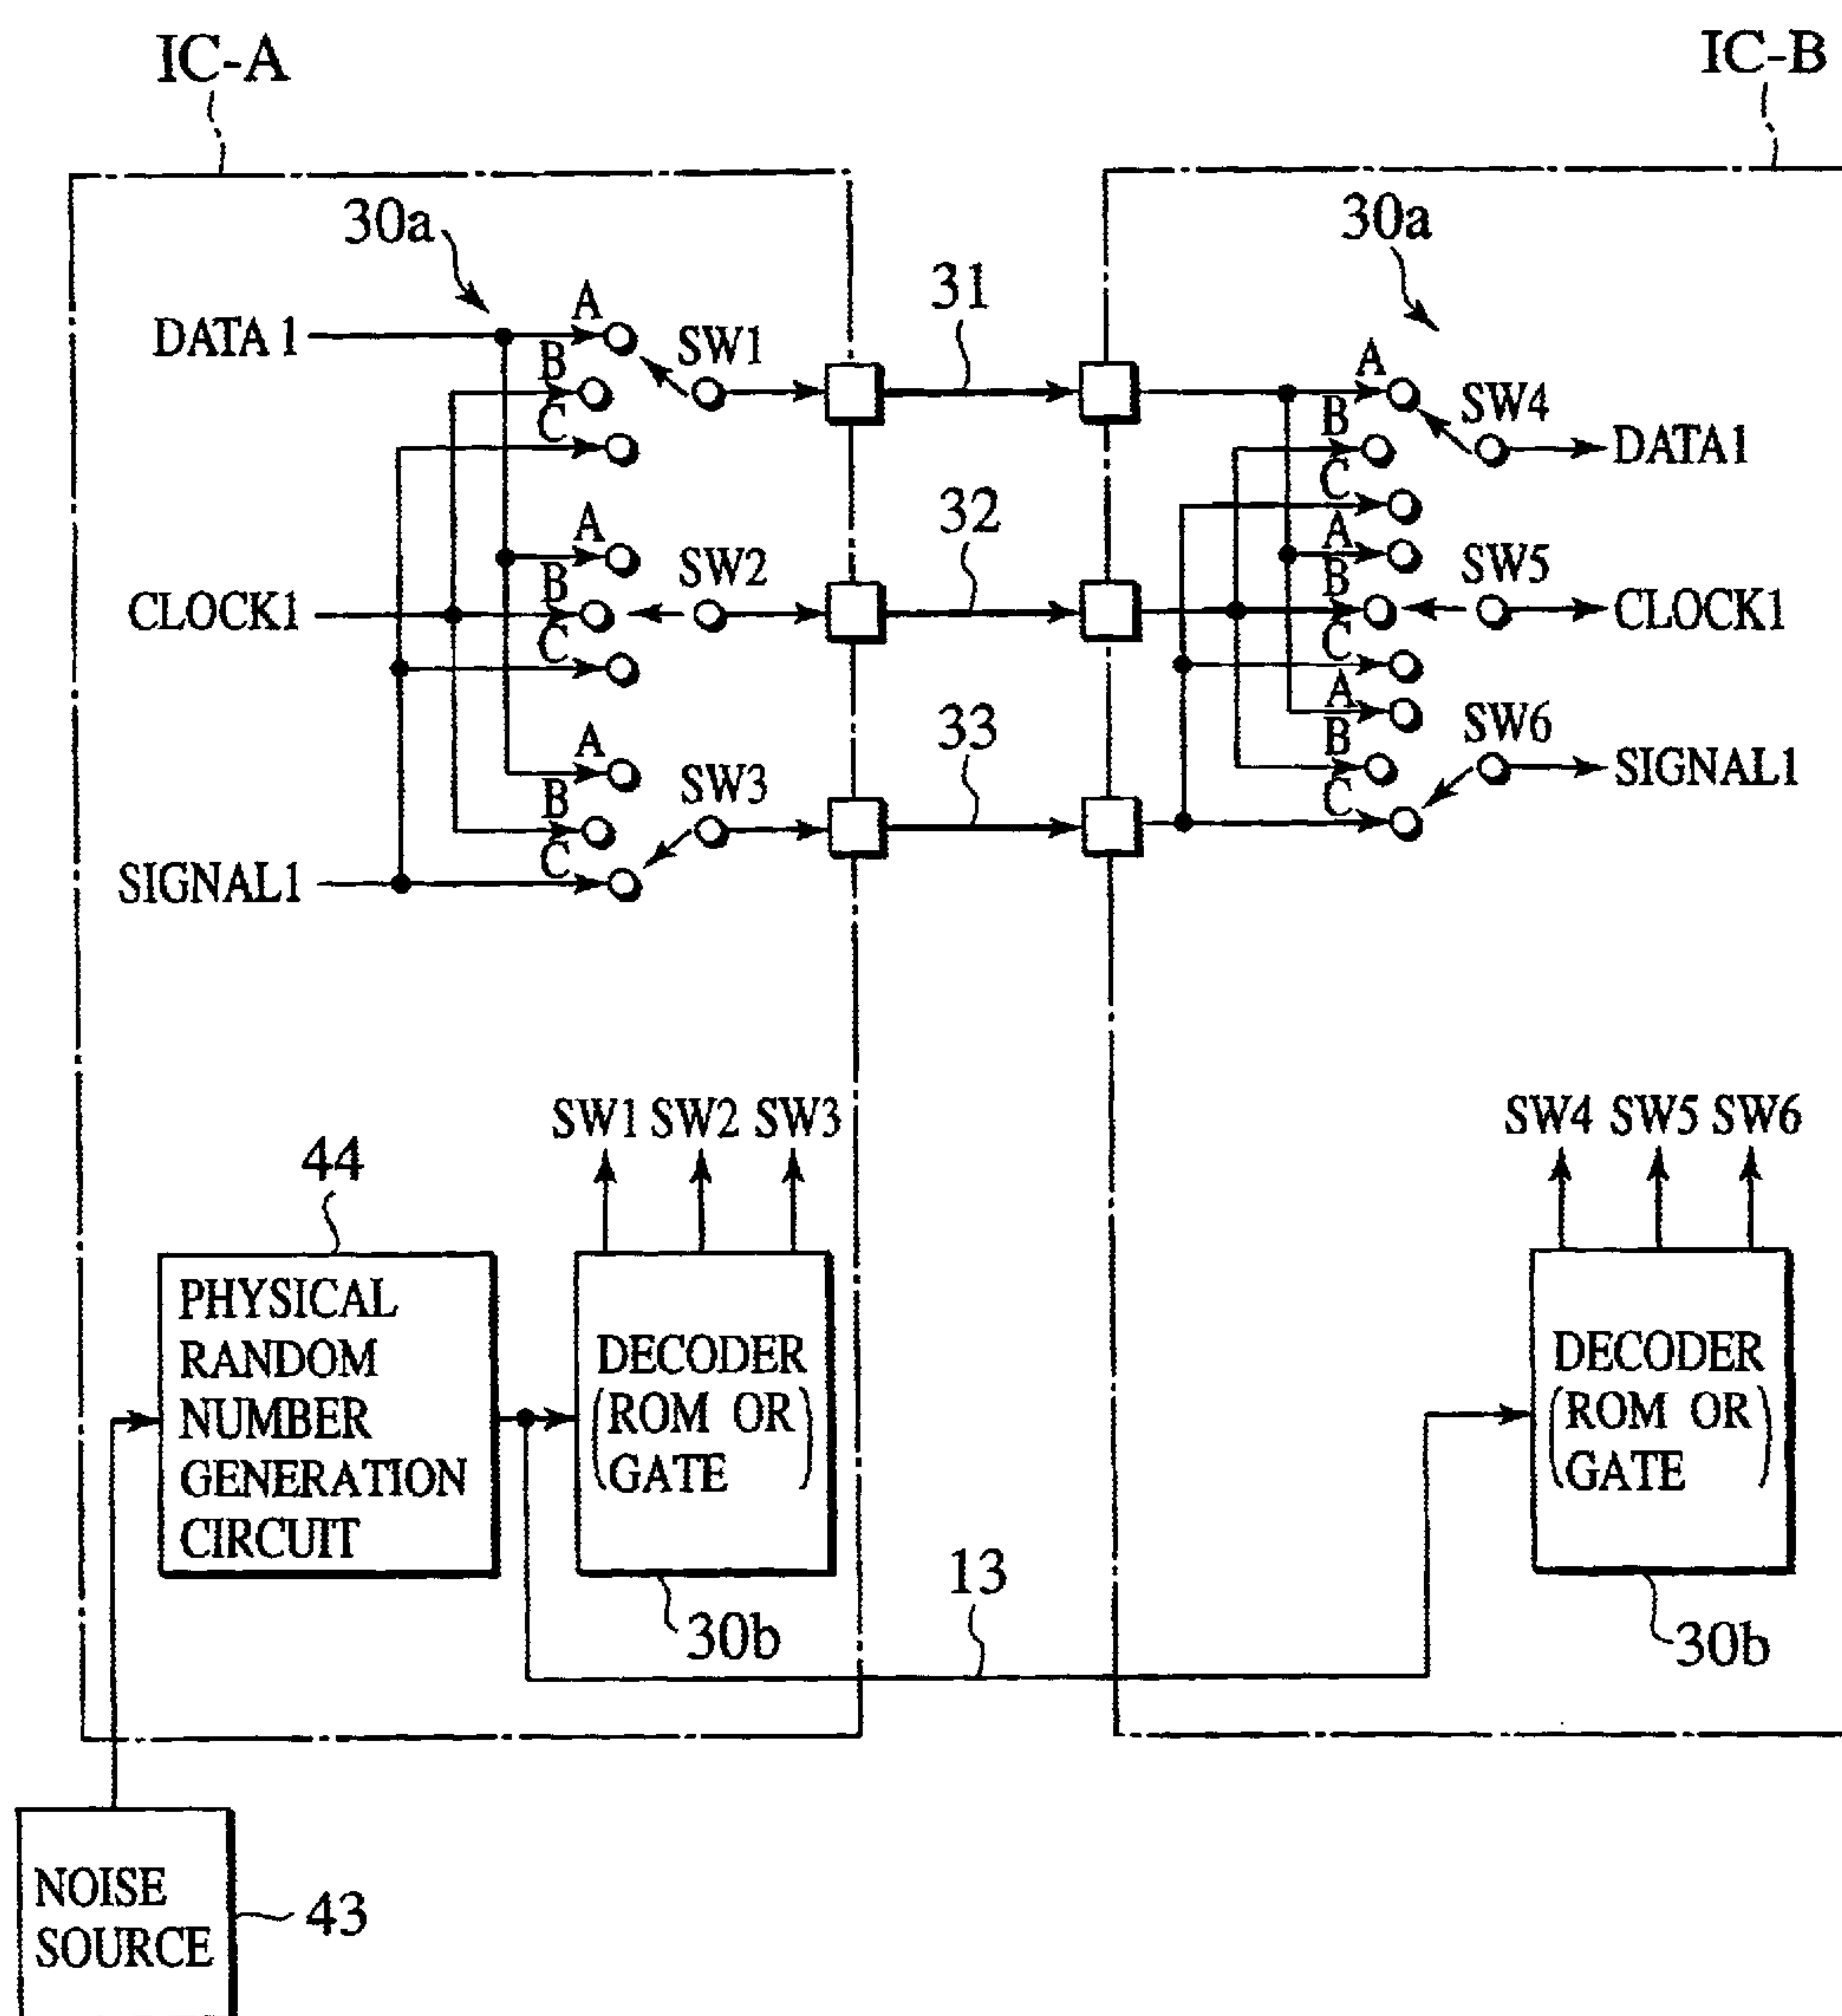 IC-A
IC-B
30a
30a
31
DATA 1
A
B
C
SW1
A
B
C
SW4
DATA1
32
CLOCK1
A
B
C
SW2
A
B
C
SW5
CLOCK1
33
SIGNAL1
A
B
C
SW3
A
B
C
SW6
SIGNAL1
SW1 SW2 SW3
SW4 SW5 SW6
44
PHYSICAL
RANDOM
NUMBER
GENERATION
CIRCUIT
DECODER
(ROM OR
GATE)
30b
DECODER
(ROM OR
GATE)
30b
13
NOISE
SOURCE
43